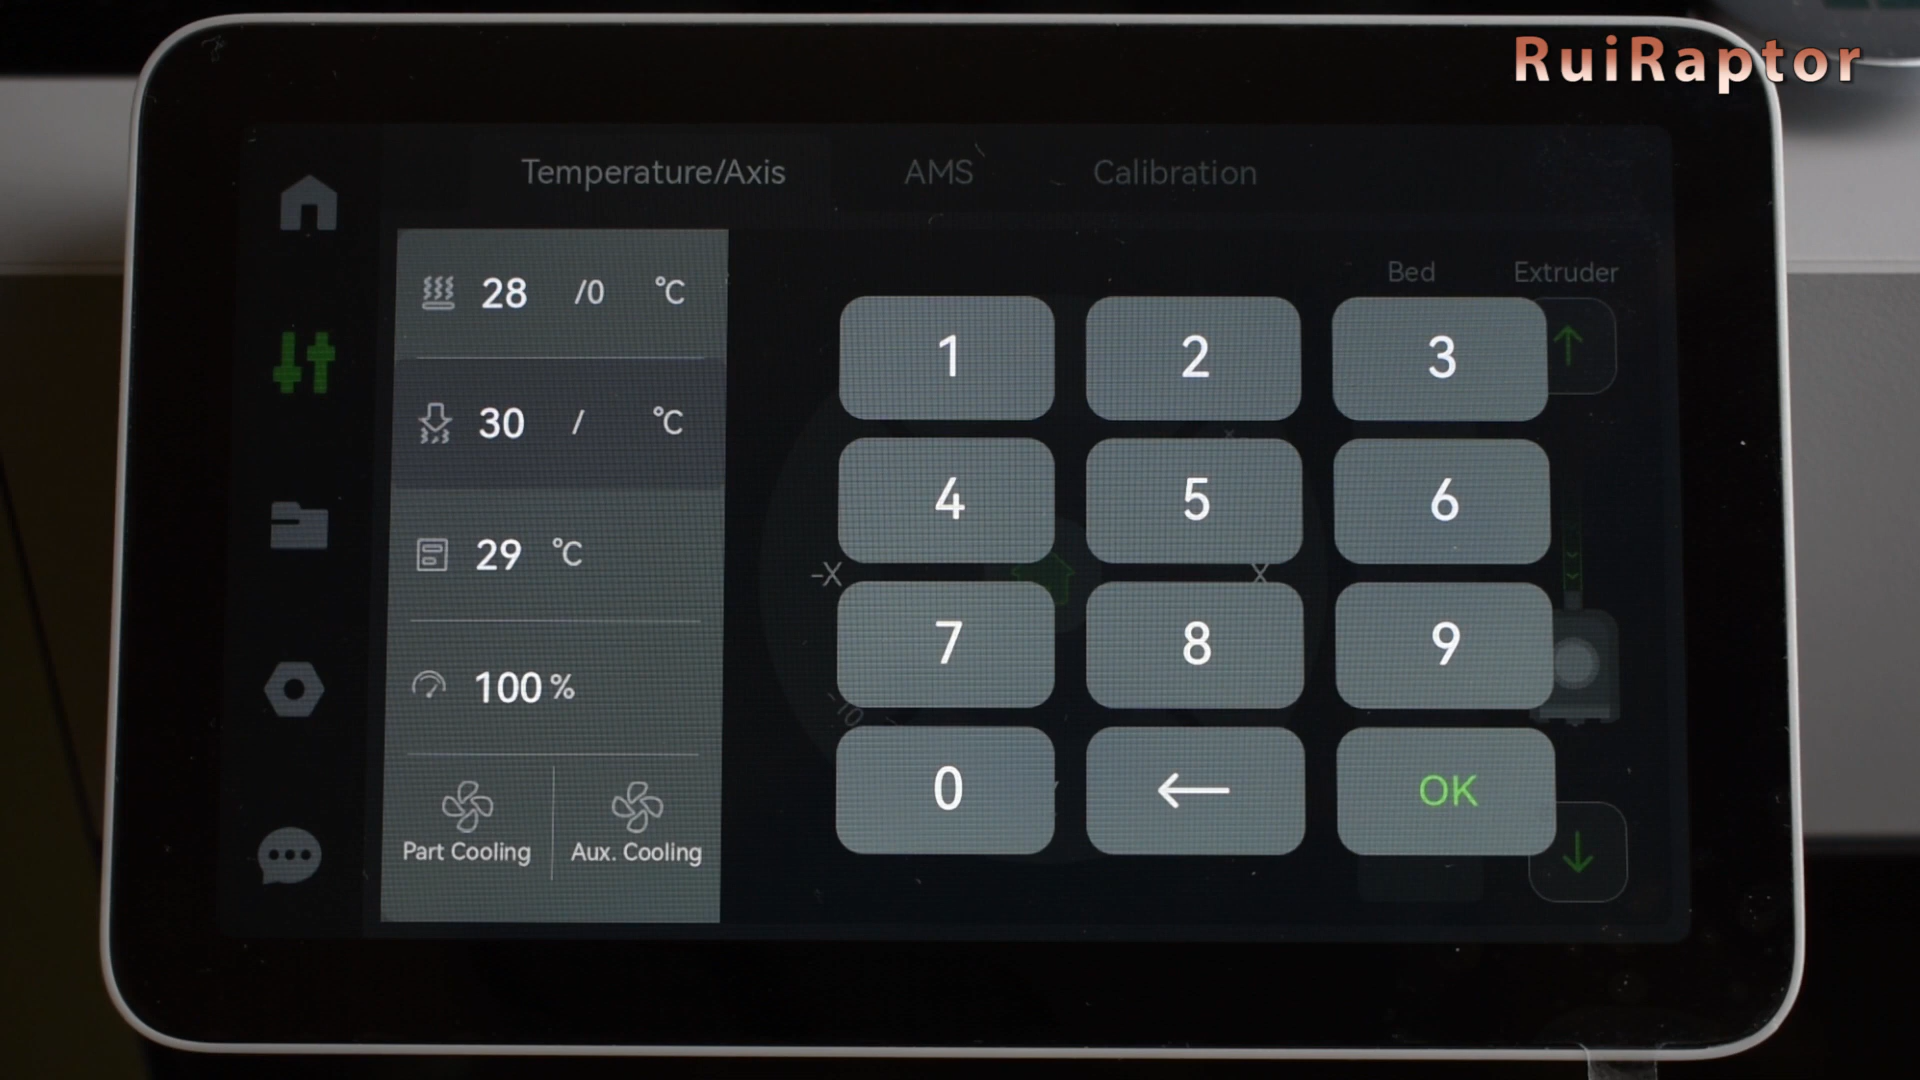 RuiRaptor
Temperature/Axis AMS Calibration
Bed Extruder
28 /0 °C
30 / °C
29 °C
100 %
Part Cooling Aux. Cooling
1 2 3
4 5 6
-X X
7 8 9
-10
0 ← OK